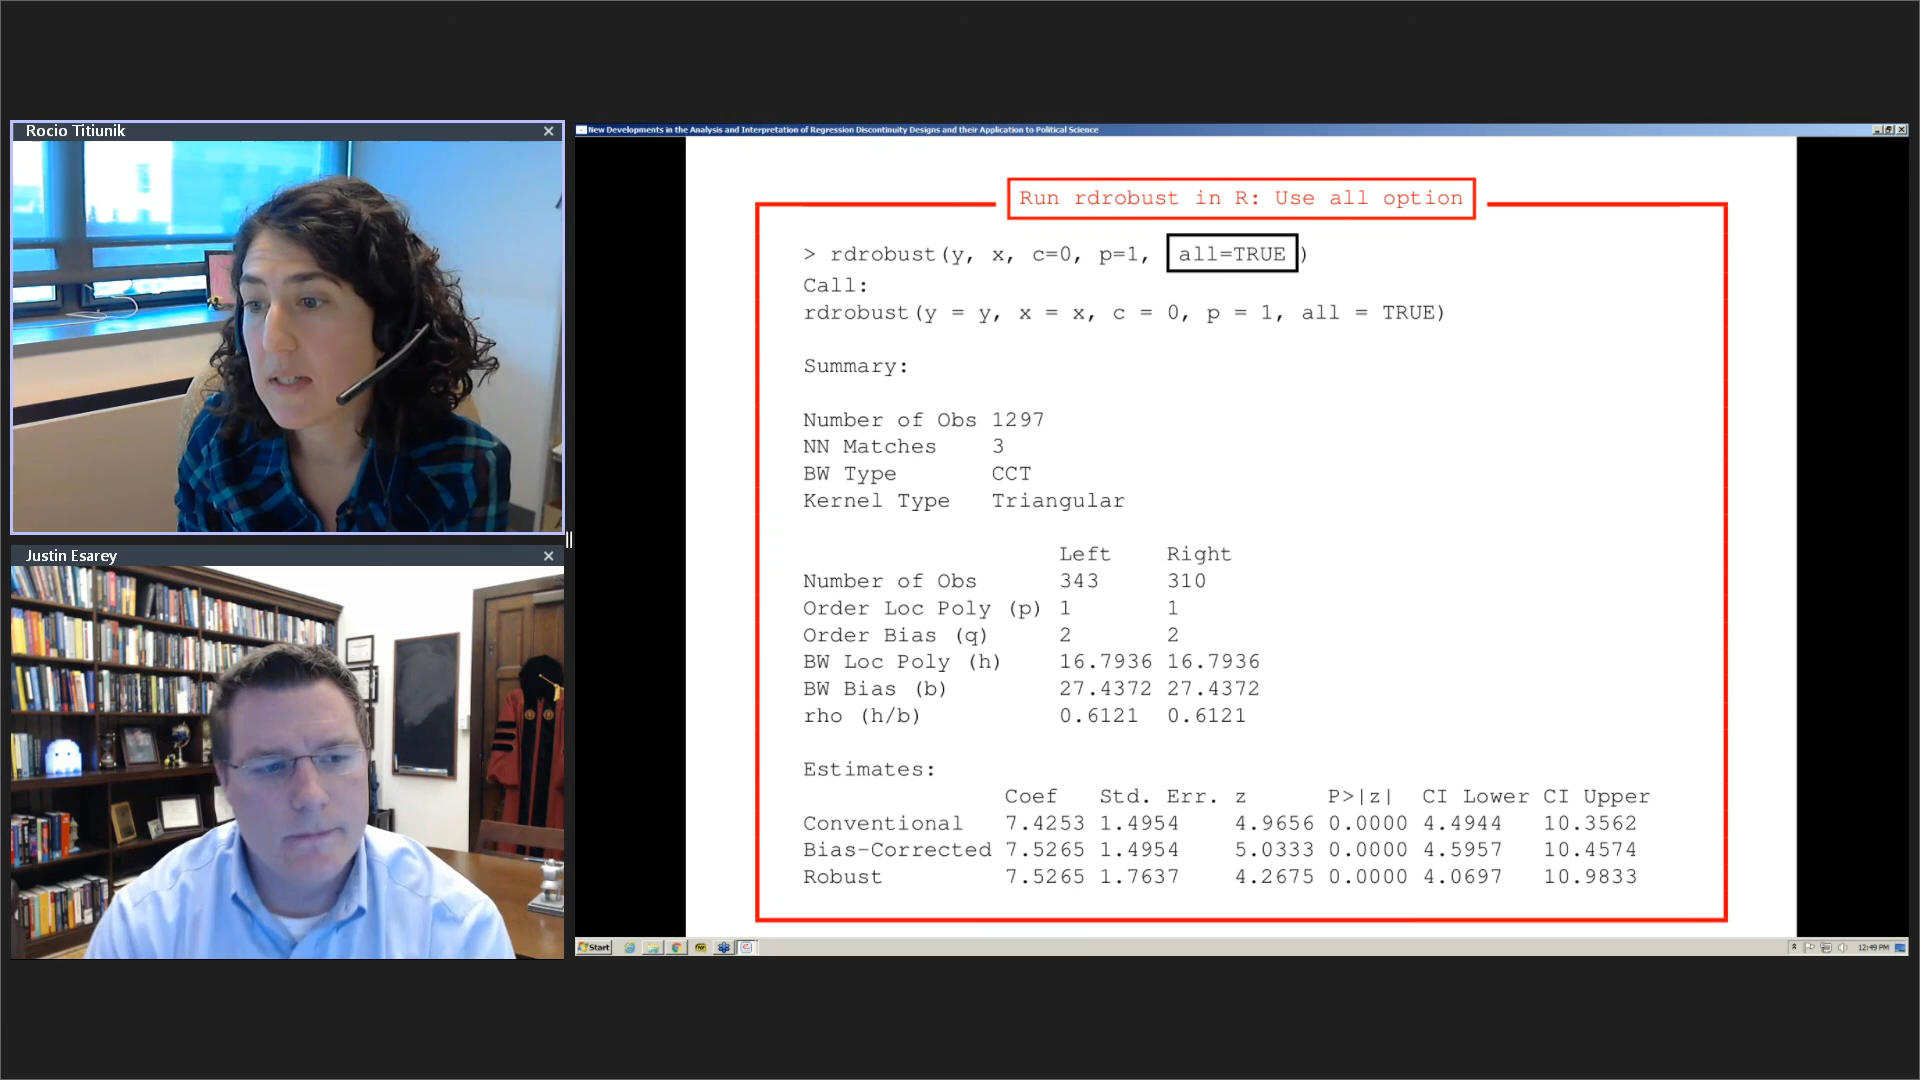 Rocio Titiunik
Justin Esarey
New Developments in the Analysis and Interpretation of Regression Discontinuity Designs and their Application to Political Science
Run rdrobust in R: Use all option
> rdrobust(y, x, c=0, p=1, all=TRUE)
Call:
rdrobust(y = y, x = x, c = 0, p = 1, all = TRUE)
Summary:
Number of Obs 1297
NN Matches 3
BW Type CCT
Kernel Type Triangular
Left Right
Number of Obs 343 310
Order Loc Poly (p) 1 1
Order Bias (q) 2 2
BW Loc Poly (h) 16.7936 16.7936
BW Bias (b) 27.4372 27.4372
rho (h/b) 0.6121 0.6121
Estimates:
Coef Std. Err. z P>|z| CI Lower CI Upper
Conventional 7.4253 1.4954 4.9656 0.0000 4.4944 10.3562
Bias-Corrected 7.5265 1.4954 5.0333 0.0000 4.5957 10.4574
Robust 7.5265 1.7637 4.2675 0.0000 4.0697 10.9833
Start
12:49 PM